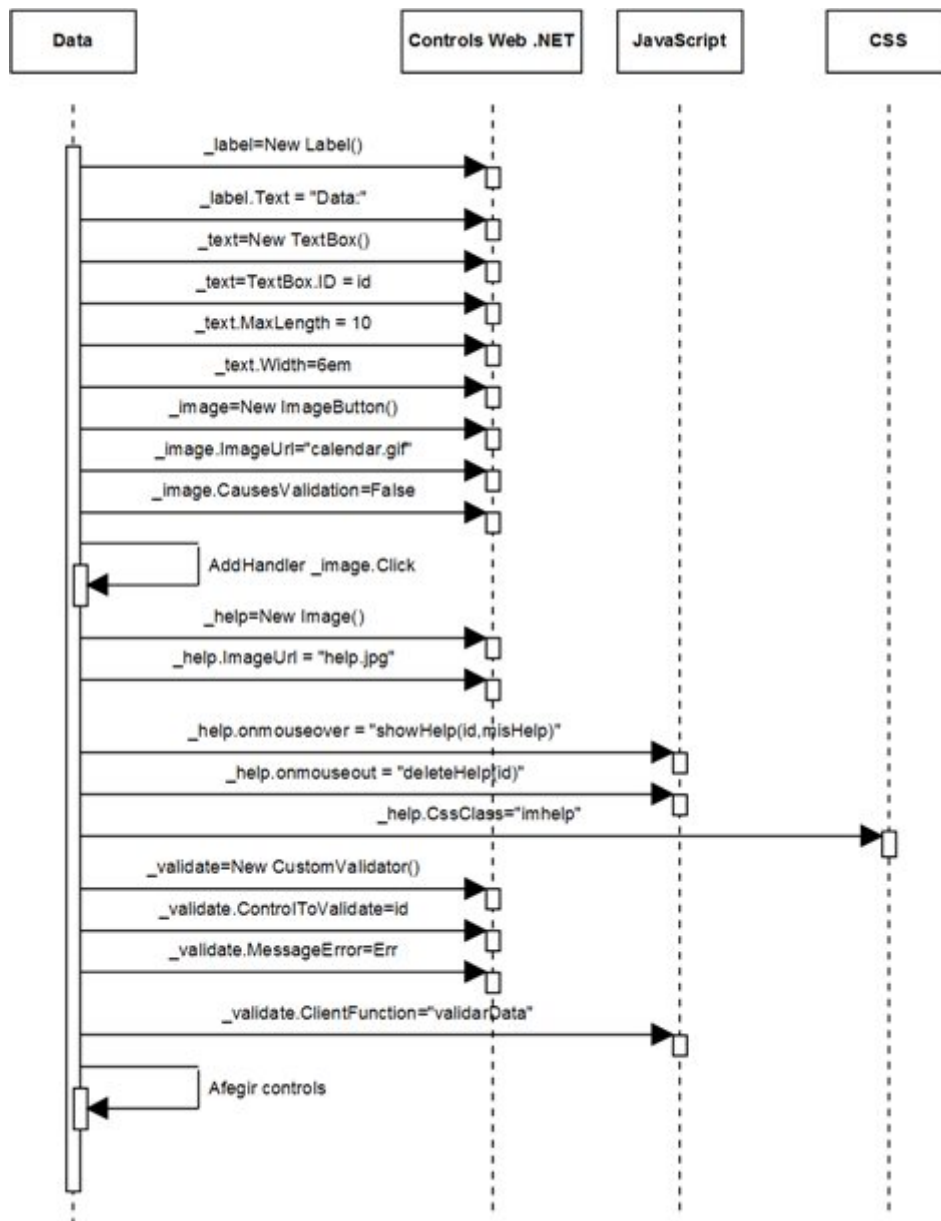 Data
Controls Web .NET
JavaScript
CSS
_label=New Label()
_label.Text = "Data:"
_text=New TextBox()
_text=TextBox.ID = id
_text.MaxLength = 10
_text.Width=6em
_image=New ImageButton()
_image.ImageUrl="calendar.gif"
_image.CausesValidation=False
AddHandler _image.Click
_help=New Image()
_help.ImageUrl = "help.jpg"
_help.onmouseover = "showHelp(id,misHelp)"
_help.onmouseout = "deleteHelp(id)"
_help.CssClass="imhelp"
_validate=New CustomValidator()
_validate.ControlToValidate=id
_validate.MessageError=Err
_validate.ClientFunction="validarData"
Afegir controls